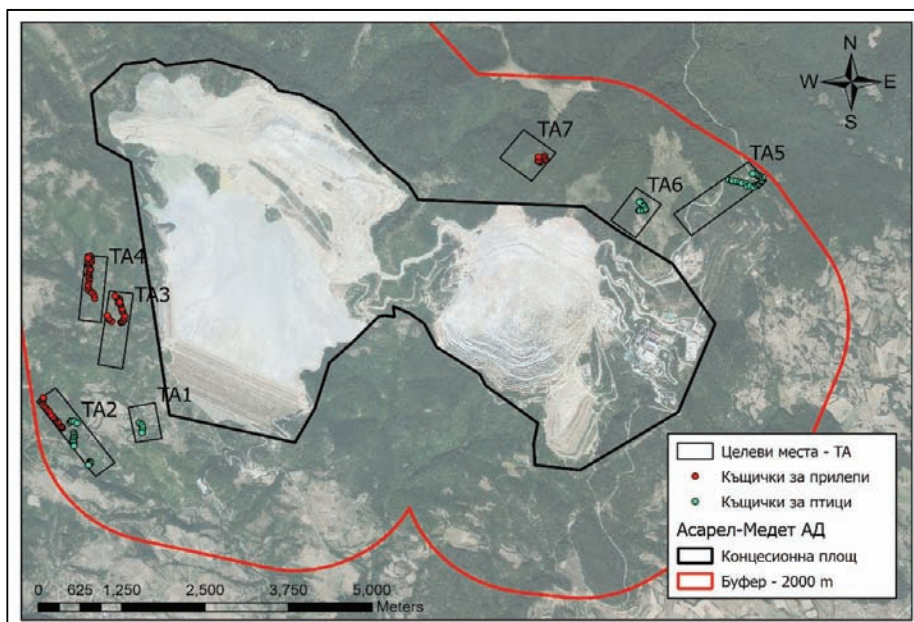 N
W E
S
TA7
TA5
TA6
TA4
TA3
TA1
TA2
Целеви места - ТА
Къщички за прилепи
Къщички за птици
Асарел-Медет АД
Концесионна площ
Буфер - 2000 m
0 625 1,250 2,500 3,750 5,000
Meters